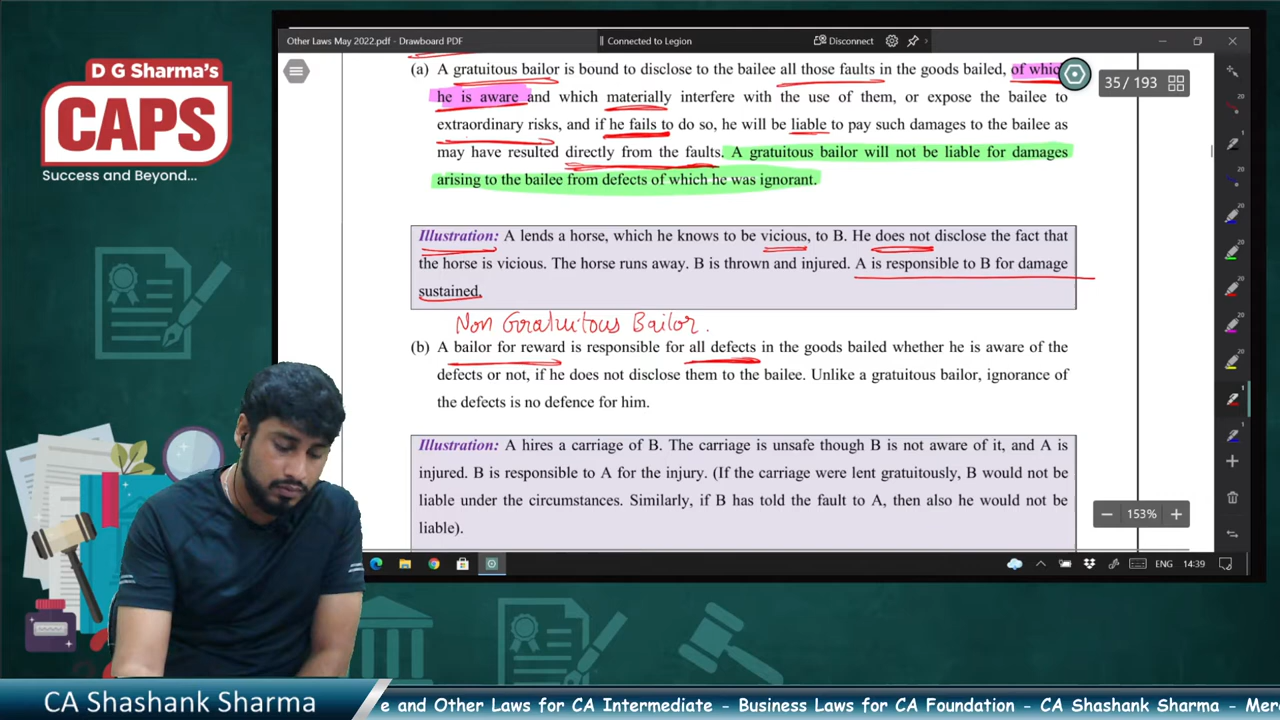 D G Sharma's
CAPS
Success and Beyond...
Other Laws May 2022.pdf - Drawboard PDF
Connected to Legion
Disconnect
35 / 193
(a) A gratuitous bailor is bound to disclose to the bailee all those faults in the goods bailed, of which
he is aware and which materially interfere with the use of them, or expose the bailee to
extraordinary risks, and if he fails to do so, he will be liable to pay such damages to the bailee as
may have resulted directly from the faults. A gratuitous bailor will not be liable for damages
arising to the bailee from defects of which he was ignorant.
Illustration: A lends a horse, which he knows to be vicious, to B. He does not disclose the fact that
the horse is vicious. The horse runs away. B is thrown and injured. A is responsible to B for damage
sustained.
Non Gratuitous Bailor.
(b) A bailor for reward is responsible for all defects in the goods bailed whether he is aware of the
defects or not, if he does not disclose them to the bailee. Unlike a gratuitous bailor, ignorance of
the defects is no defence for him.
Illustration: A hires a carriage of B. The carriage is unsafe though B is not aware of it, and A is
injured. B is responsible to A for the injury. (If the carriage were lent gratuitously, B would not be
liable under the circumstances. Similarly, if B has told the fault to A, then also he would not be
liable).
153%
ENG 14:39
CA Shashank Sharma
e and Other Laws for CA Intermediate - Business Laws for CA Foundation - CA Shashank Sharma - Mer